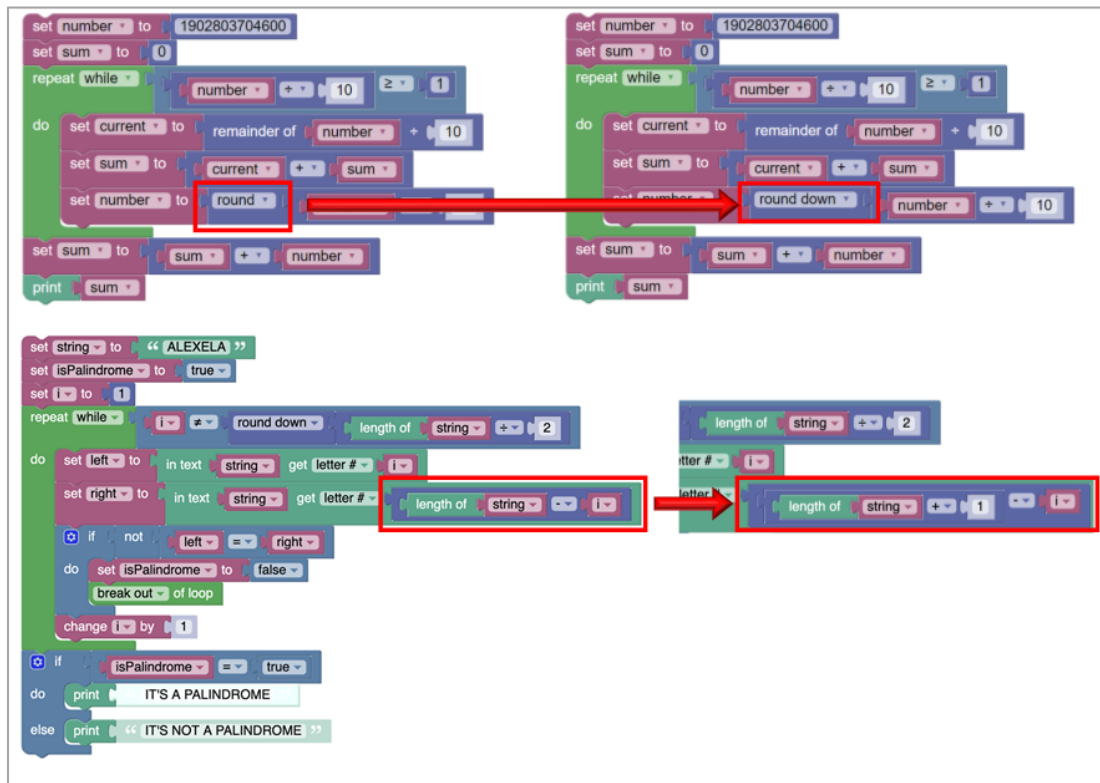 set number to 1902803704600
set sum to 0
repeat while number ÷ 10 ≥ 1
do set current to remainder of number ÷ 10
set sum to current + sum
set number to round
set sum to sum + number
print sum
set number to 1902803704600
set sum to 0
repeat while number ÷ 10 ≥ 1
do set current to remainder of number ÷ 10
set sum to current + sum
round down number ÷ 10
set sum to sum + number
print sum
set string to “ ALEXELA ”
set isPalindrome to true
set i to 1
repeat while i ≠ round down length of string ÷ 2
do set left to in text string get letter # i
set right to in text string get letter # length of string - i
if not left = right
do set isPalindrome to false
break out of loop
change i by 1
if isPalindrome = true
do print IT'S A PALINDROME
else print “ IT'S NOT A PALINDROME ”
length of string ÷ 2
etter # i
length of string + 1 - i